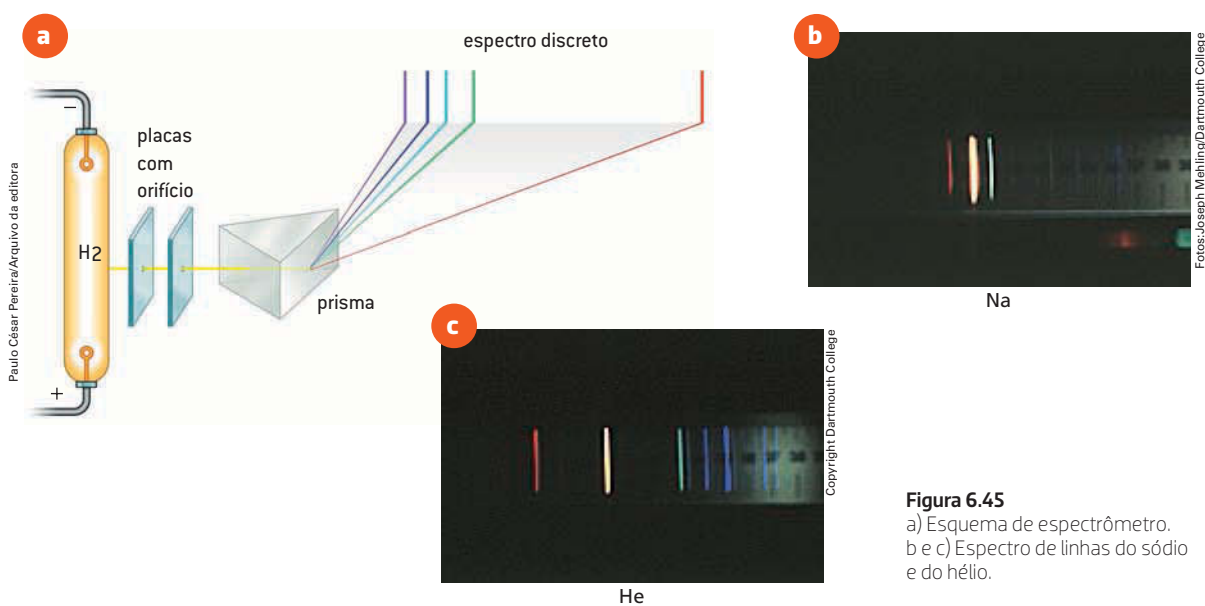 a
espectro discreto
placas
com
orifício
H2
prisma
−
+
Paulo César Pereira/Arquivo da editora
b
Na
Fotos:Joseph Mehling/Dartmouth College
c
He
Copyright Dartmouth College
Figura 6.45
a) Esquema de espectrômetro.
b e c) Espectro de linhas do sódio
e do hélio.